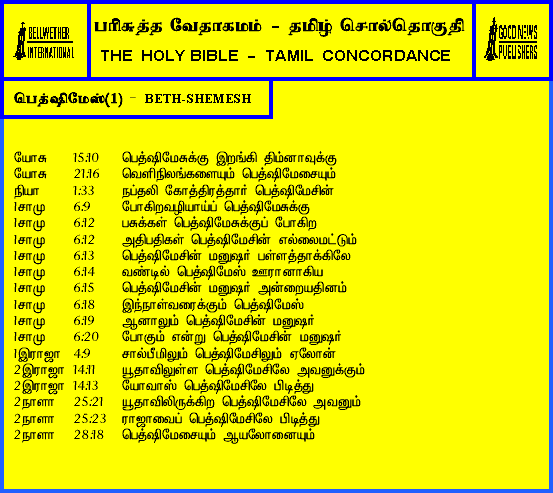 BELLWETHER
INTERNATIONAL
பரிசுத்த வேதாகமம் - தமிழ் சொல்தொகுதி
THE HOLY BIBLE - TAMIL CONCORDANCE
GOOD NEWS
PUBLISHERS
பெத்ஷிமேஸ்(1) - BETH-SHEMESH
யோசு 15:10 பெத்ஷிமேசுக்கு இறங்கி திம்னாவுக்கு
யோசு 21:16 வெளிநிலங்களையும் பெத்ஷிமேசையும்
நியா 1:33 நப்தலி கோத்திரத்தார் பெத்ஷிமேசின்
1சாமு 6:9 போகிறவழியாய்ப் பெத்ஷிமேசுக்கு
1சாமு 6:12 பசுக்கள் பெத்ஷிமேசுக்குப் போகிற
1சாமு 6:12 அதிபதிகள் பெத்ஷிமேசின் எல்லைமட்டும்
1சாமு 6:13 பெத்ஷிமேசின் மனுஷர் பள்ளத்தாக்கிலே
1சாமு 6:14 வண்டில் பெத்ஷிமேஸ் ஊரானாகிய
1சாமு 6:15 பெத்ஷிமேசின் மனுஷர் அன்றையதினம்
1சாமு 6:18 இந்நாள்வரைக்கும் பெத்ஷிமேஸ்
1சாமு 6:19 ஆனாலும் பெத்ஷிமேசின் மனுஷர்
1சாமு 6:20 போகும் என்று பெத்ஷிமேசின் மனுஷர்
1இராஜா 4:9 சால்பீமிலும் பெத்ஷிமேசிலும் ஏலோன்
2இராஜா 14:11 யூதாவிலுள்ள பெத்ஷிமேசிலே அவனுக்கும்
2இராஜா 14:13 யோவாஸ் பெத்ஷிமேசிலே பிடித்து
2நாளா 25:21 யூதாவிலிருக்கிற பெத்ஷிமேசிலே அவனும்
2நாளா 25:23 ராஜாவைப் பெத்ஷிமேசிலே பிடித்து
2நாளா 28:18 பெத்ஷிமேசையும் ஆயலோனையும்